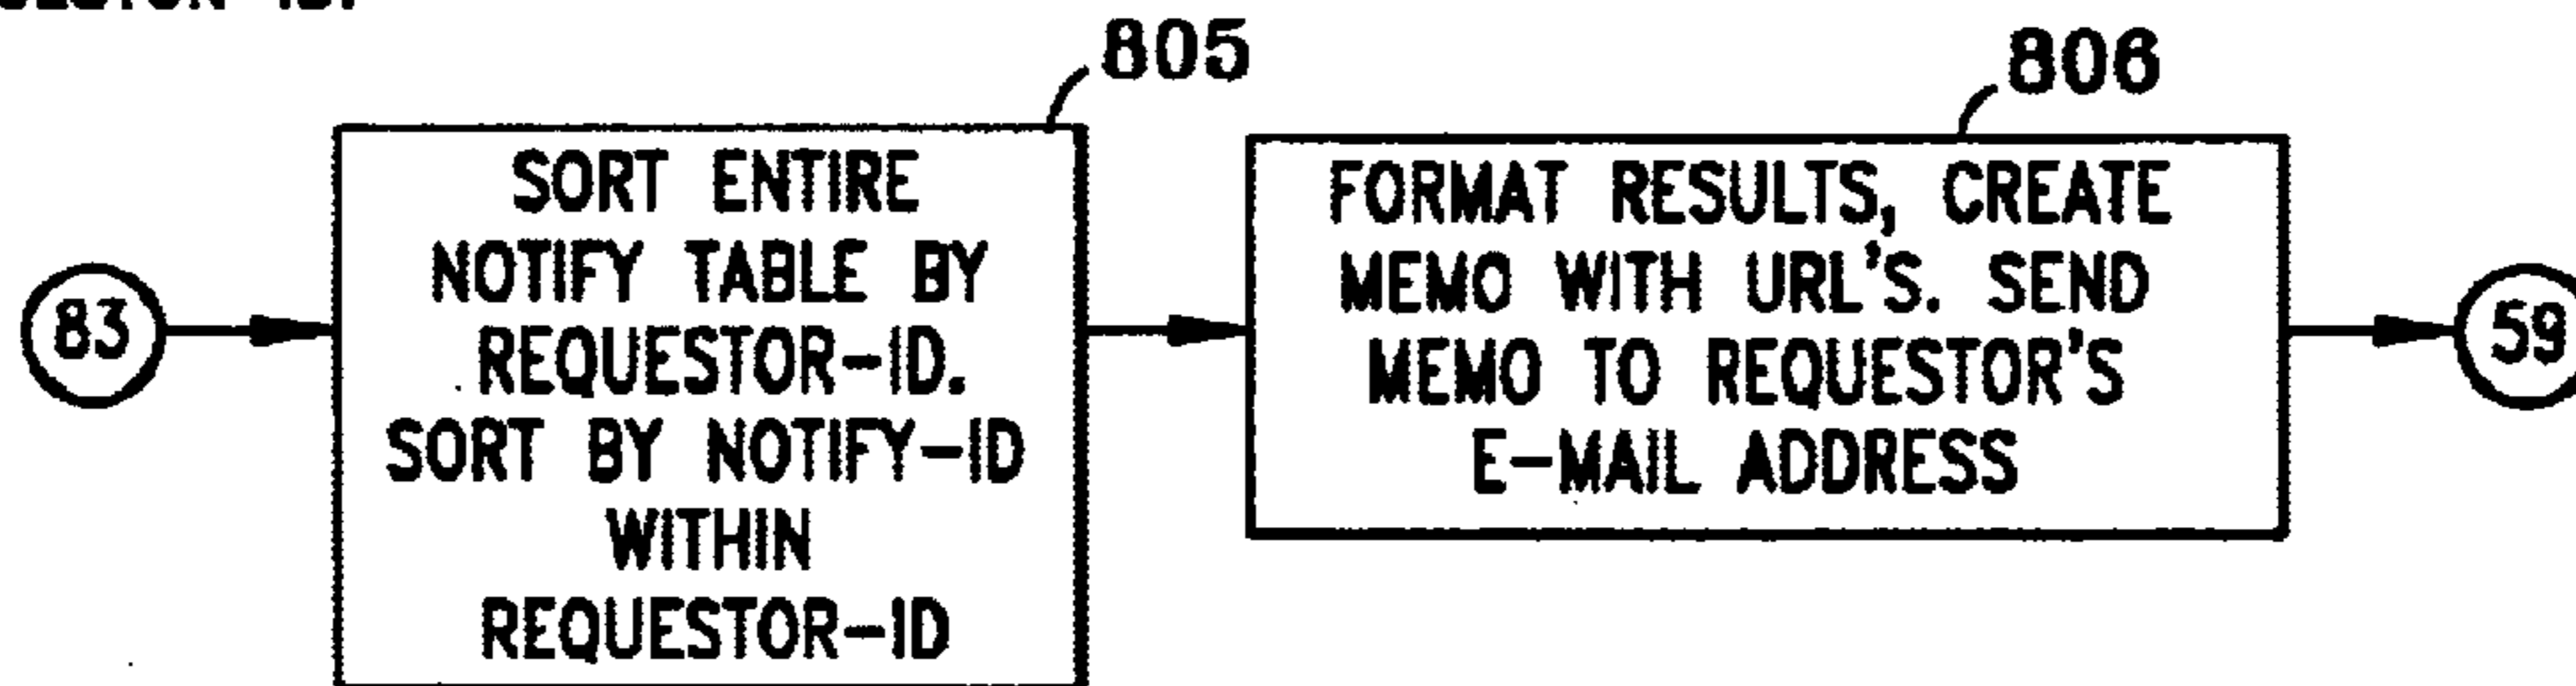 805
806
SORT ENTIRE
NOTIFY TABLE BY
REQUESTOR-ID.
SORT BY NOTIFY-ID
WITHIN
REQUESTOR-ID
FORMAT RESULTS, CREATE
MEMO WITH URL'S. SEND
MEMO TO REQUESTOR'S
E-MAIL ADDRESS
83
59